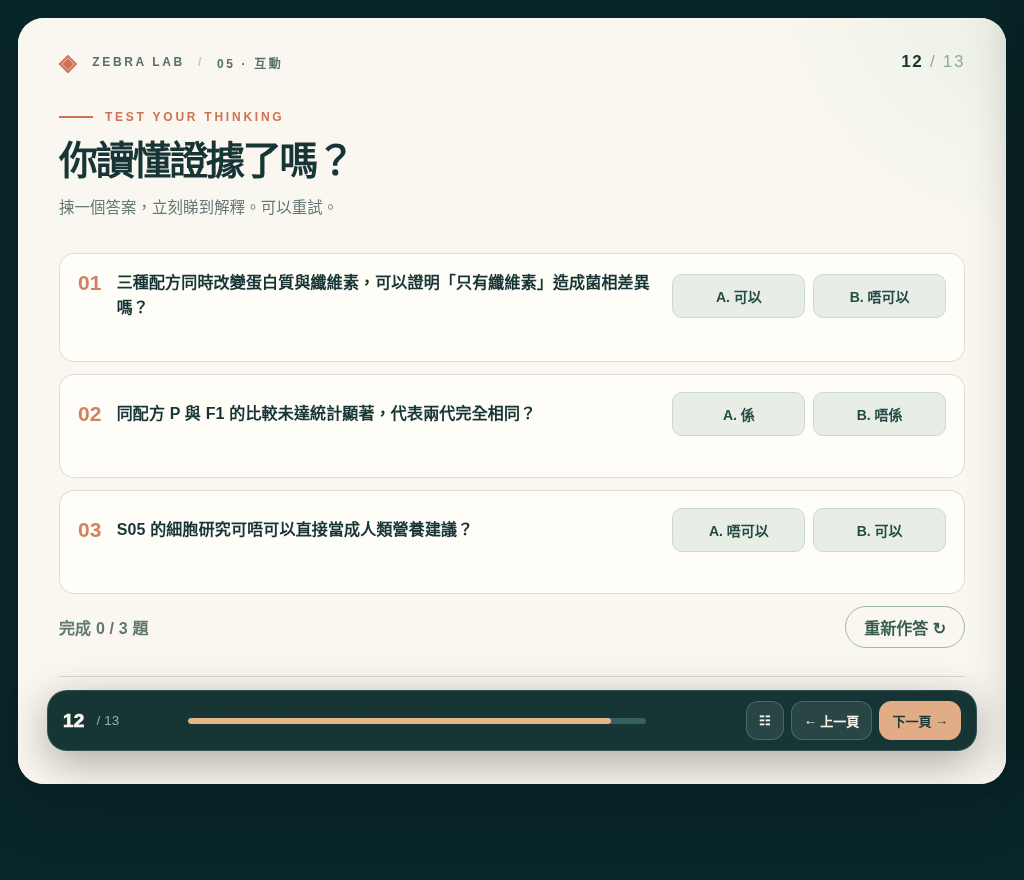 ZEBRA LAB / 05 · 互動
12 / 13
TEST YOUR THINKING
你讀懂證據了嗎？
揀一個答案，立刻睇到解釋。可以重試。
01 三種配方同時改變蛋白質與纖維素，可以證明「只有纖維素」造成菌相差異
嗎？
A. 可以
B. 唔可以
02 同配方 P 與 F1 的比較未達統計顯著，代表兩代完全相同？
A. 係
B. 唔係
03 S05 的細胞研究可唔可以直接當成人類營養建議？
A. 唔可以
B. 可以
完成 0 / 3 題
重新作答 ↻
12 / 13
← 上一頁
下一頁 →